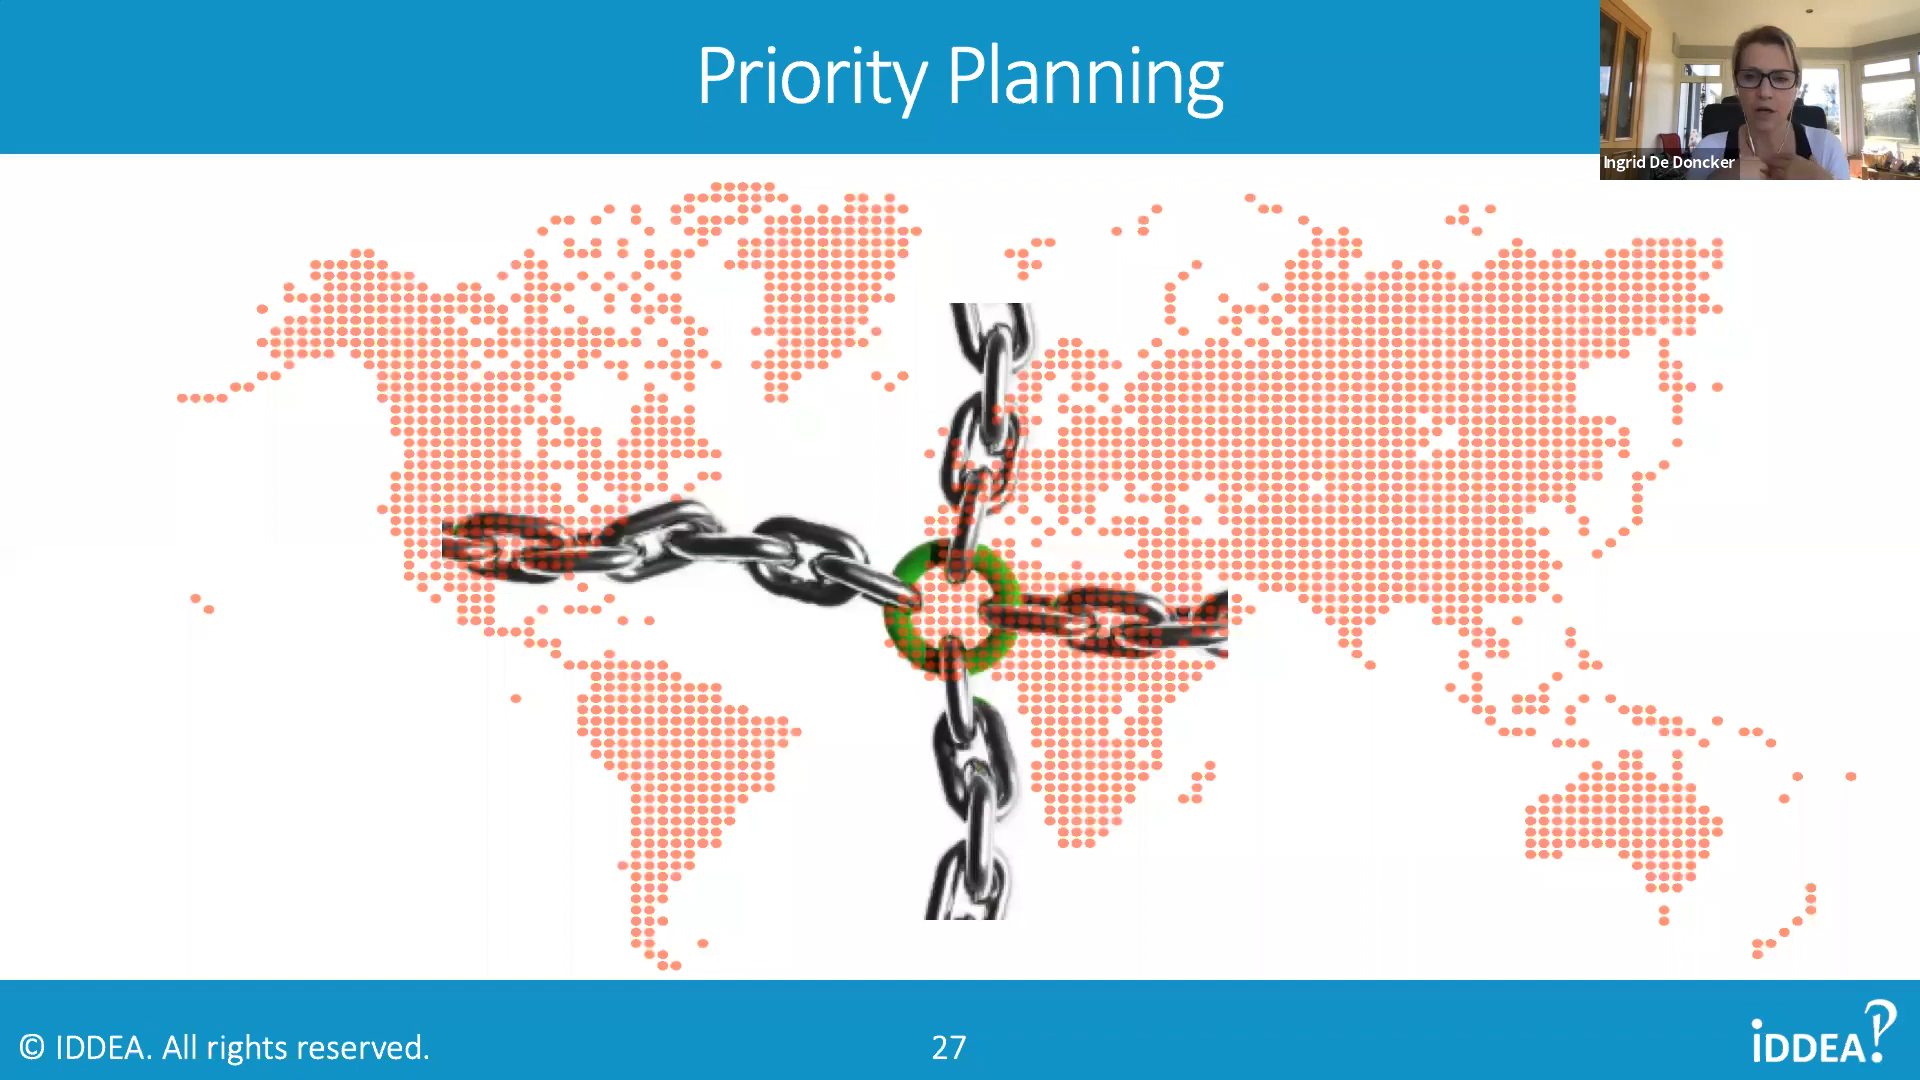 Priority Planning
Ingrid De Doncker
© IDDEA. All rights reserved.
27
iDDEA?